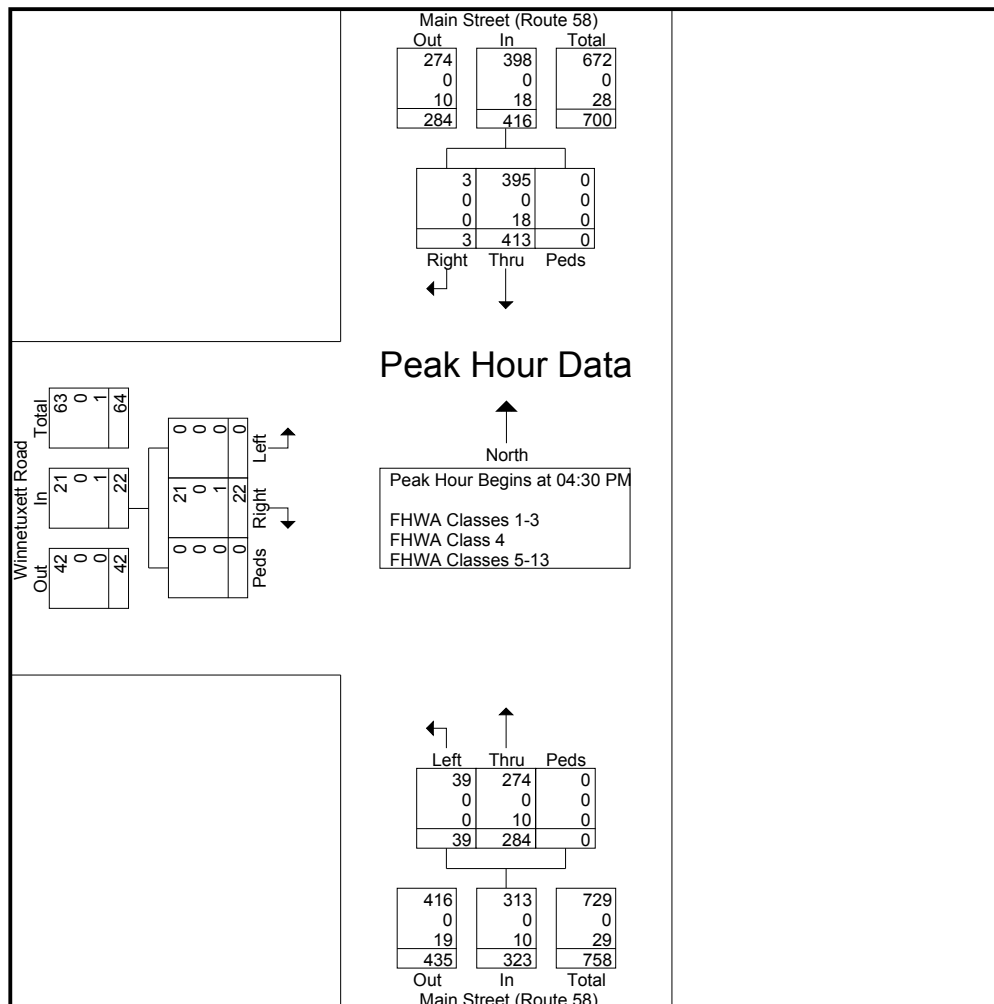 Main Street (Route 58)
Out In Total
274 398 672
0 0 0
10 18 28
284 416 700
3 395 0
0 0 0
0 18 0
3 413 0
Right Thru Peds
Peak Hour Data
North
Peak Hour Begins at 04:30 PM
FHWA Classes 1-3
FHWA Class 4
FHWA Classes 5-13
Winnetuxett Road
Out In Total
42 21 63
0 0 0
0 1 1
42 22 64
0 21 0
0 0 0
0 1 0
0 22 0
Peds Right Left
Left Thru Peds
39 274 0
0 0 0
0 10 0
39 284 0
416 313 729
0 0 0
19 10 29
435 323 758
Out In Total
Main Street (Route 58)